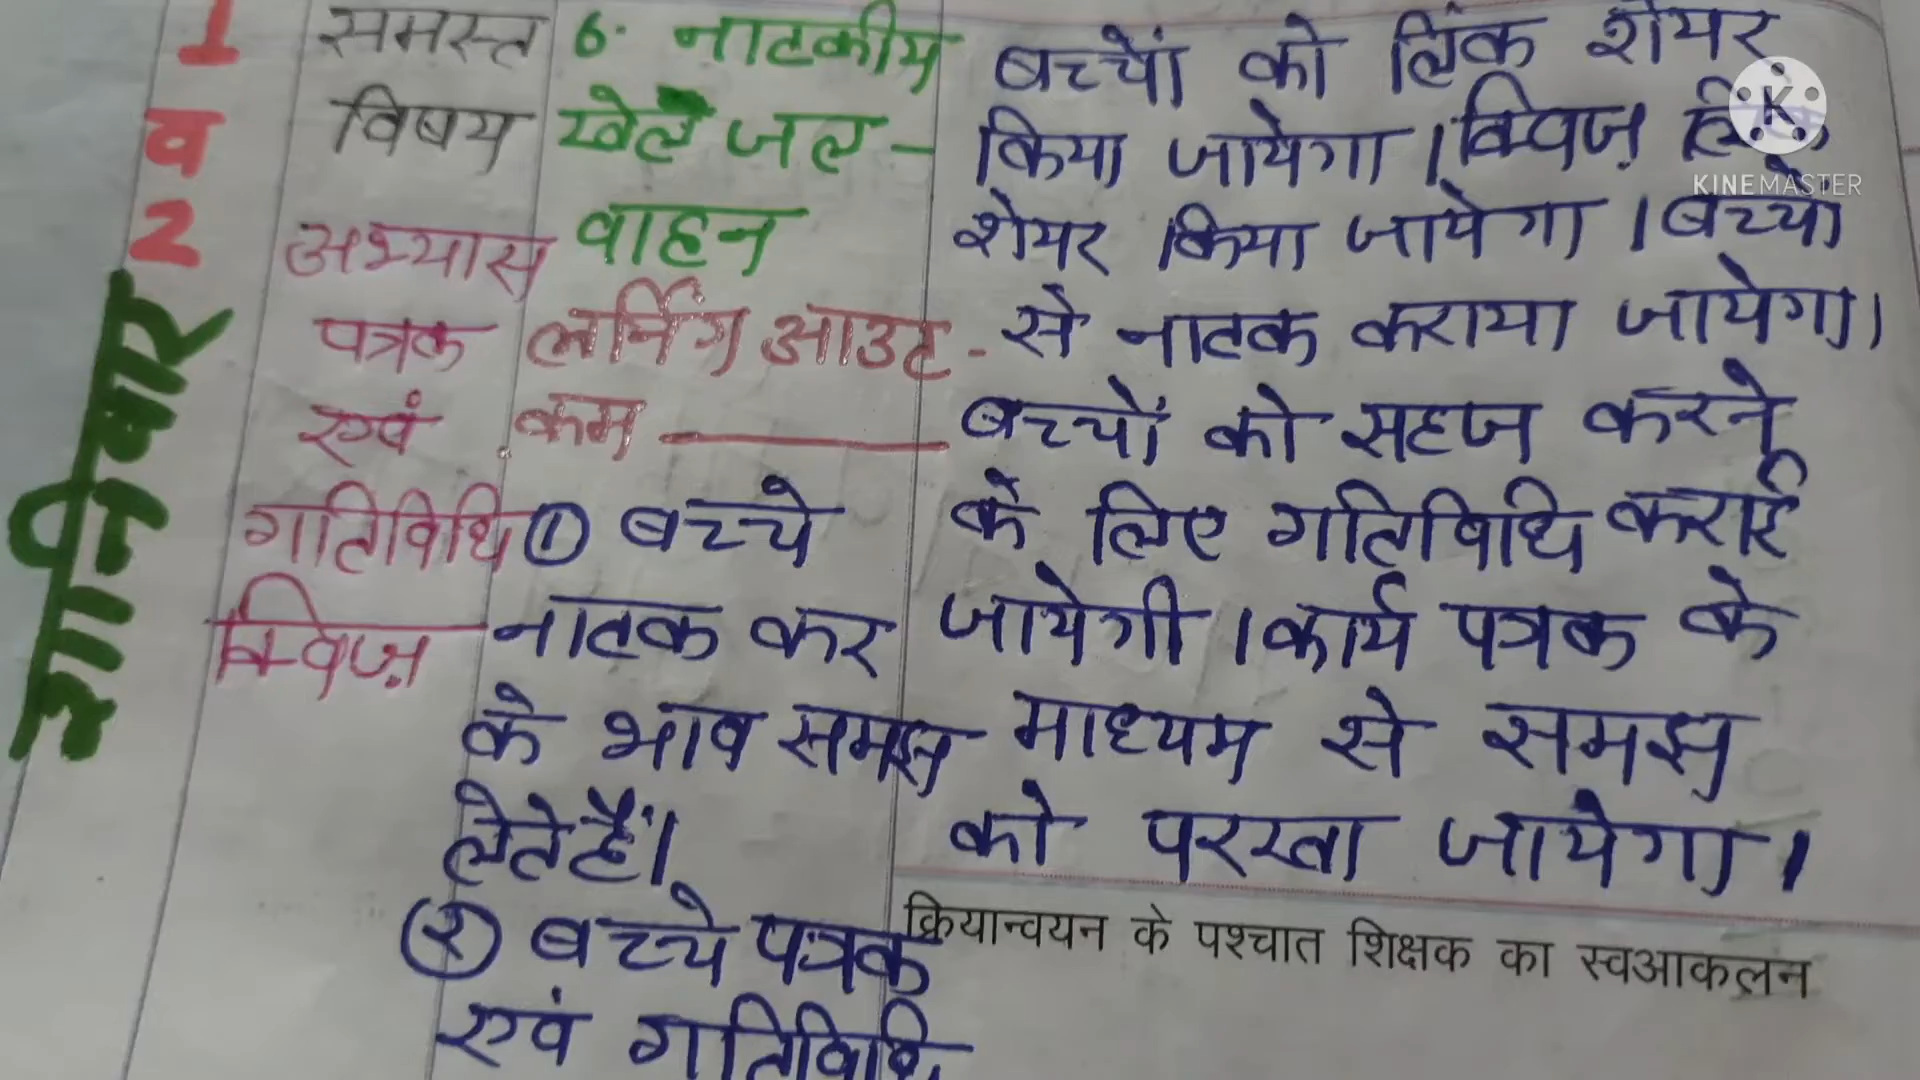 शनिवार
1
व
2
समस्त
विषय
अभ्यास
पत्रक
एवं
गतिविधि
क्विज़
6. नाटकीय
खेल जल-
वाहन
लर्निंग आउट-
कम
① बच्चे
नाटक कर
के भाव समझ
लेते हैं।
② बच्चे पत्रक
एवं गतिविधि
बच्चों को लिंक शेयर
किया जायेगा। क्विज़
शेयर किया जायेगा। बच्चों
से नाटक कराया जायेगा।
बच्चों को सहज करने
के लिए गतिविधि कराई
जायेगी। कार्य पत्रक के
माध्यम से समझ
को परखा जायेगा।
क्रियान्वयन के पश्चात शिक्षक का स्वआकलन
K
KINEMASTER